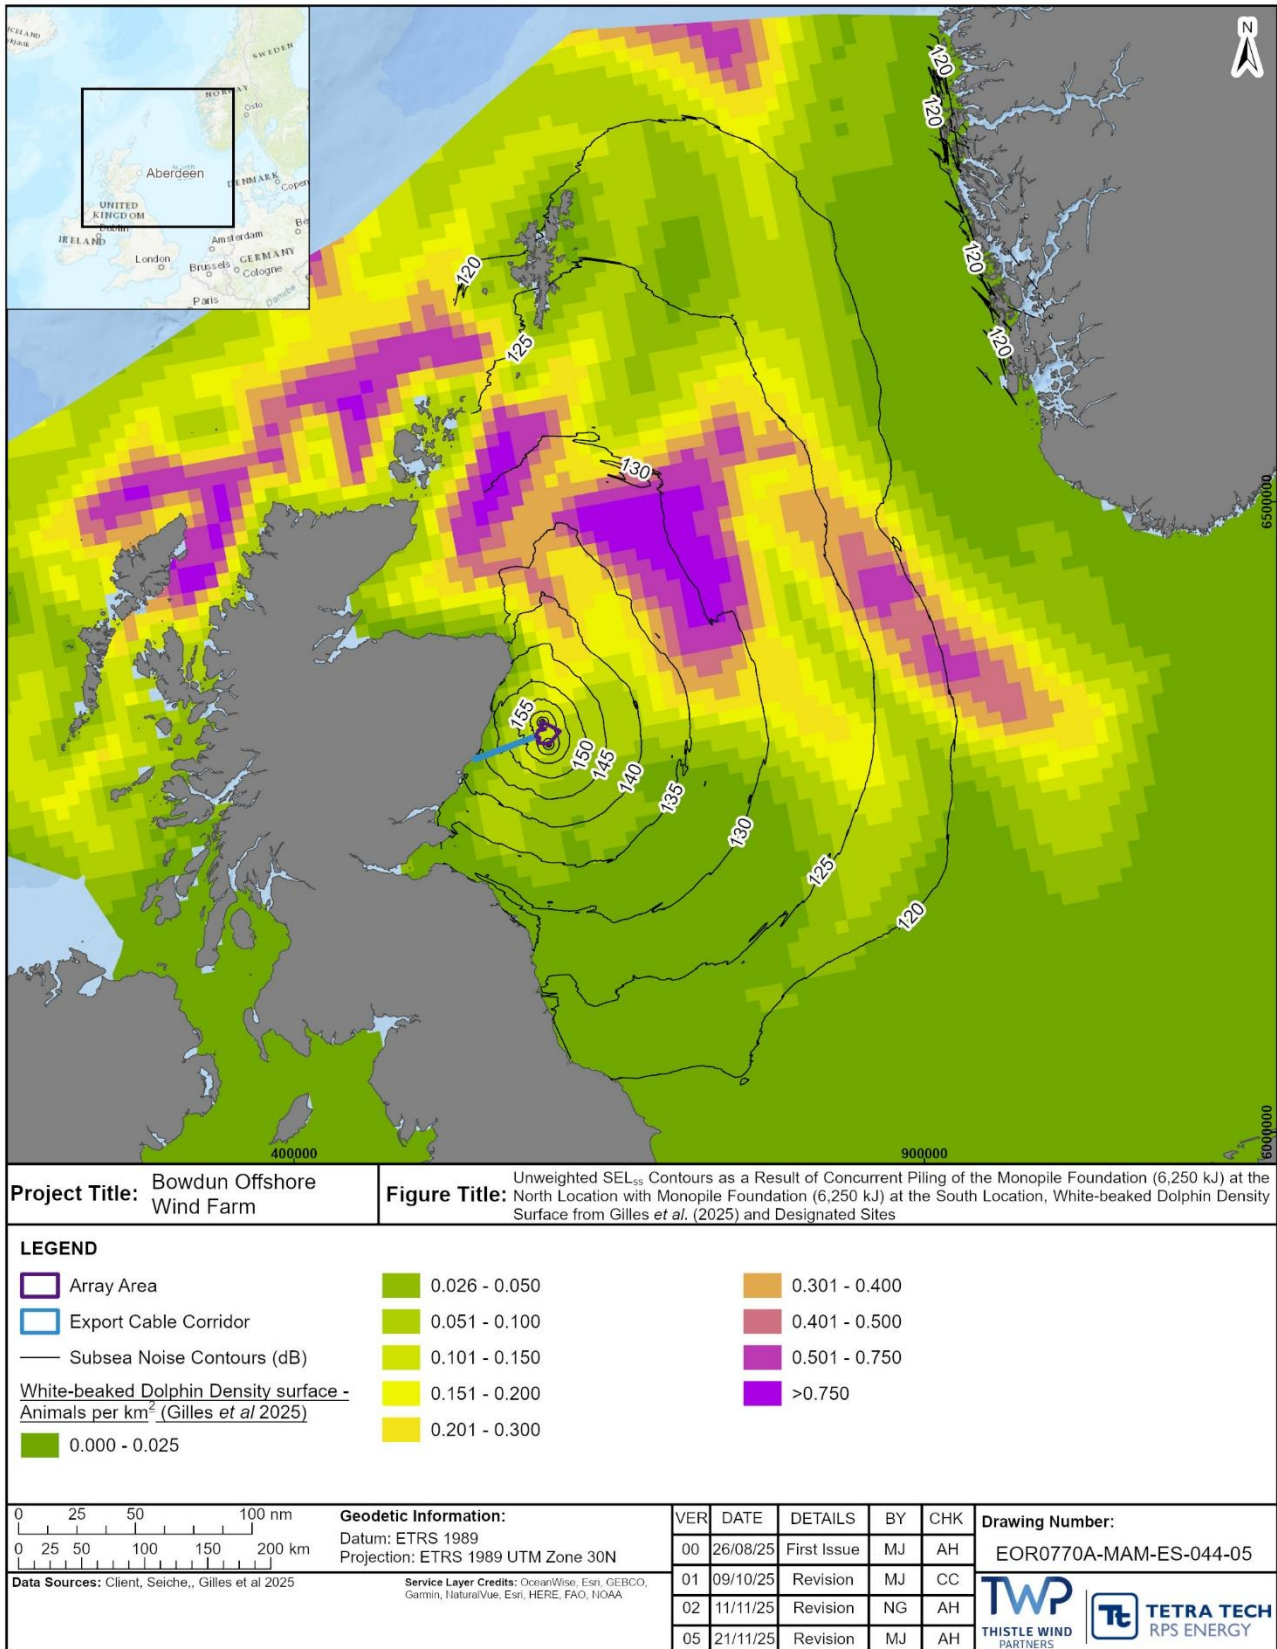 ICELAND
SWEDEN
NORWAY
Oslo
Aberdeen
DENMARK
Copen
UNITED
KINGDOM
Dublin
IRELAND
Amsterdam
London
Brussels
GERMANY
Cologne
Paris
Danube
N
120
120
120
120
120
125
130
155
150
145
140
135
130
125
120
6500000
6000000
400000
900000
Project Title: Bowdun Offshore
Wind Farm
Figure Title: Unweighted SELss Contours as a Result of Concurrent Piling of the Monopile Foundation (6,250 kJ) at the
North Location with Monopile Foundation (6,250 kJ) at the South Location, White-beaked Dolphin Density
Surface from Gilles et al. (2025) and Designated Sites
LEGEND
Array Area
Export Cable Corridor
Subsea Noise Contours (dB)
White-beaked Dolphin Density surface -
Animals per km² (Gilles et al 2025)
0.000 - 0.025
0.026 - 0.050
0.051 - 0.100
0.101 - 0.150
0.151 - 0.200
0.201 - 0.300
0.301 - 0.400
0.401 - 0.500
0.501 - 0.750
>0.750
0 25 50 100 nm
0 25 50 100 150 200 km
Geodetic Information:
Datum: ETRS 1989
Projection: ETRS 1989 UTM Zone 30N
Data Sources: Client, Seiche,, Gilles et al 2025
Service Layer Credits: OceanWise, Esri, GEBCO,
Garmin, NaturalVue, Esri, HERE, FAO, NOAA
VER DATE DETAILS BY CHK
00 26/08/25 First Issue MJ AH
01 09/10/25 Revision MJ CC
02 11/11/25 Revision NG AH
05 21/11/25 Revision MJ AH
Drawing Number:
EOR0770A-MAM-ES-044-05
TWP
THISTLE WIND
PARTNERS
Tt
TETRA TECH
RPS ENERGY